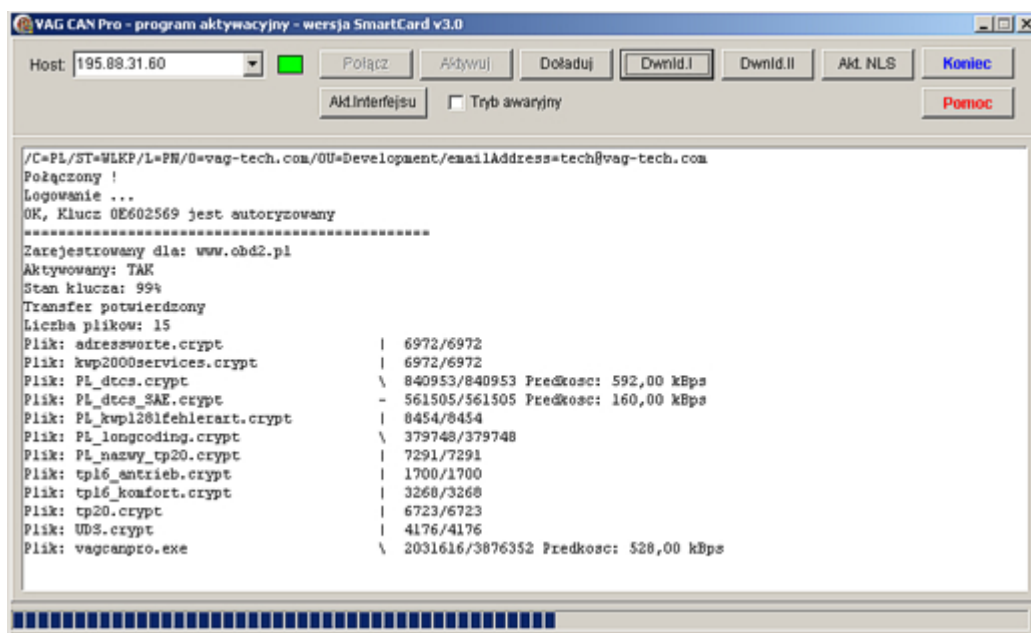 VAG CAN Pro - program aktywacyjny - wersja SmartCard v3.0
Host: 195.88.31.60 Połącz Aktywuj Doładuj Dwnld.I Dwnld.II Akt. NLS Koniec
Akt.Interfejsu Tryb awaryjny Pomoc
/C=PL/ST=WLKP/L=PN/O=vag-tech.com/OU=Development/emailAddress=tech@vag-tech.com
Połączony !
Logowanie ...
OK, Klucz 0E602569 jest autoryzowany
================================================
Zarejestrowany dla: www.obd2.pl
Aktywowany: TAK
Stan klucza: 99%
Transfer potwierdzony
Liczba plikow: 15
Plik: adressworte.crypt | 6972/6972
Plik: kwp2000services.crypt | 6972/6972
Plik: PL_dtcs.crypt \ 840953/840953 Predkosc: 592,00 kBps
Plik: PL_dtcs_SAE.crypt - 561505/561505 Predkosc: 160,00 kBps
Plik: PL_kwp1281fehlerart.crypt | 8454/8454
Plik: PL_longcoding.crypt \ 379748/379748
Plik: PL_nazwy_tp20.crypt | 7291/7291
Plik: tp16_antrieb.crypt | 1700/1700
Plik: tp16_komfort.crypt | 3268/3268
Plik: tp20.crypt | 6723/6723
Plik: UDS.crypt | 4176/4176
Plik: vagcanpro.exe \ 2031616/3876352 Predkosc: 528,00 kBps